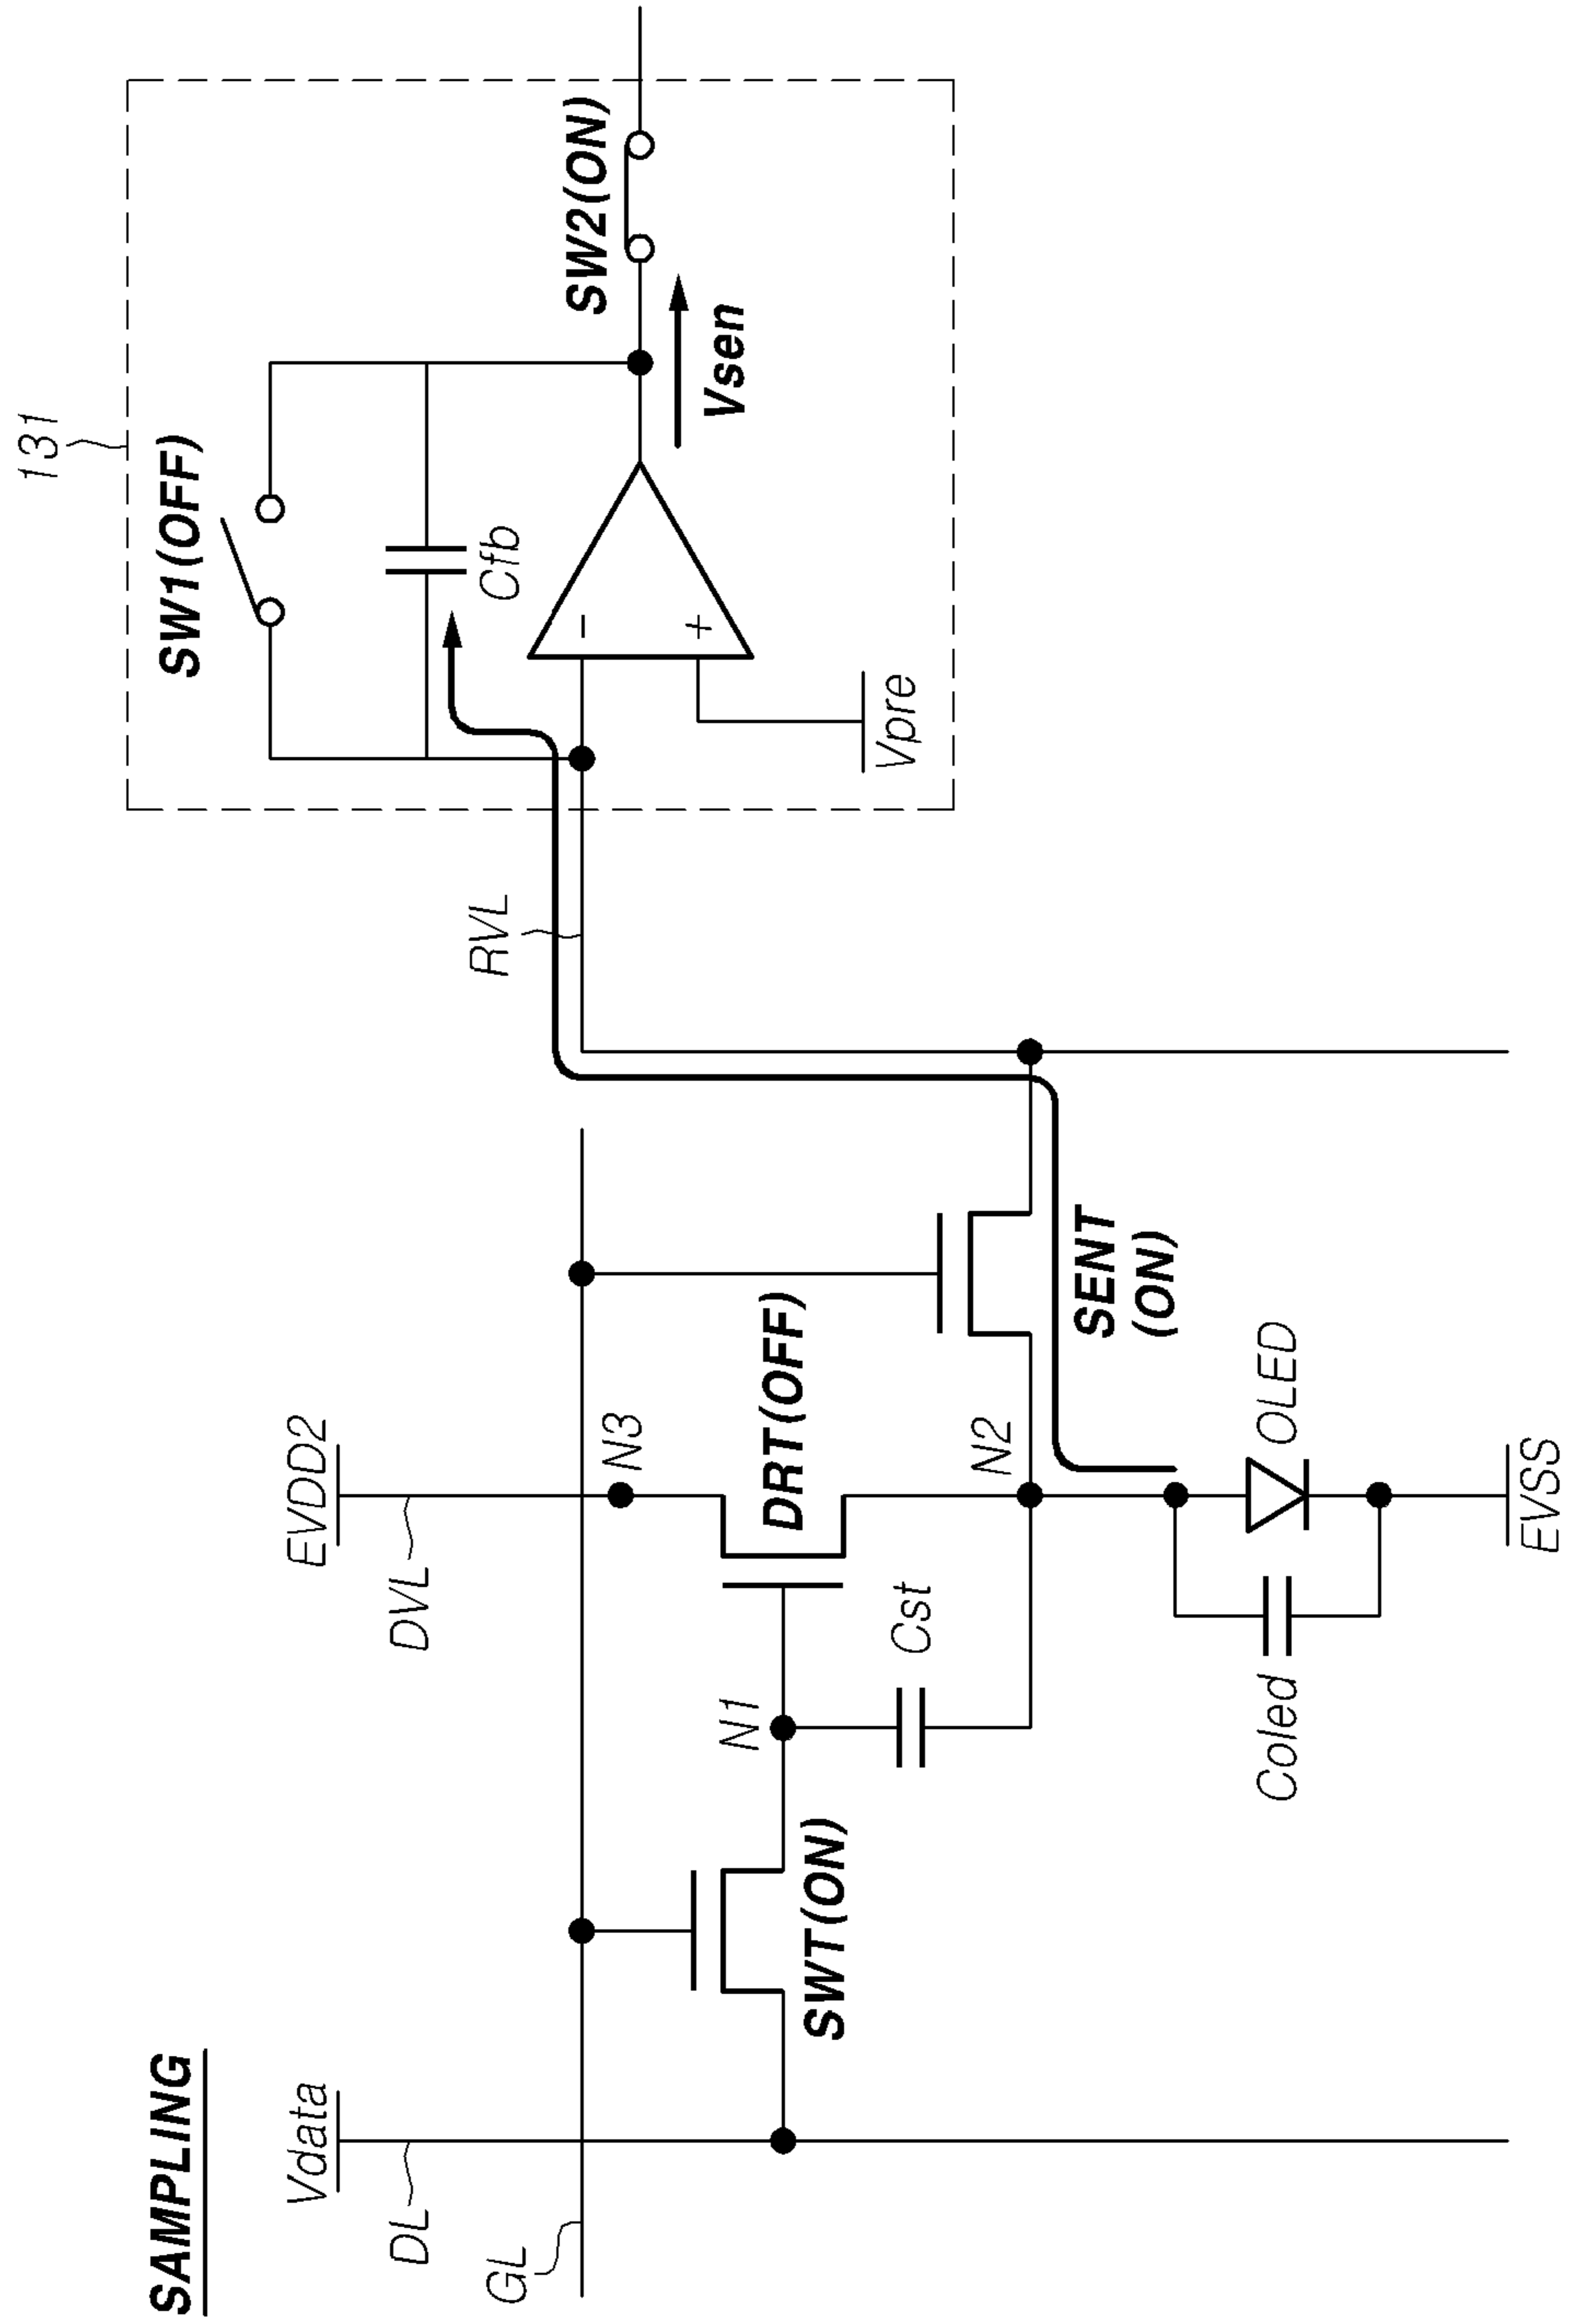 SAMPLING
131
SW1(OFF)
SW2(ON)
Cfb
Vsen
-
+
Vpre
RVL
Vdata
DL
GL
EVDD2
DVL
N3
DRT(OFF)
N1
Cst
N2
SWT(ON)
SENT
(ON)
Coled
OLED
EVSS